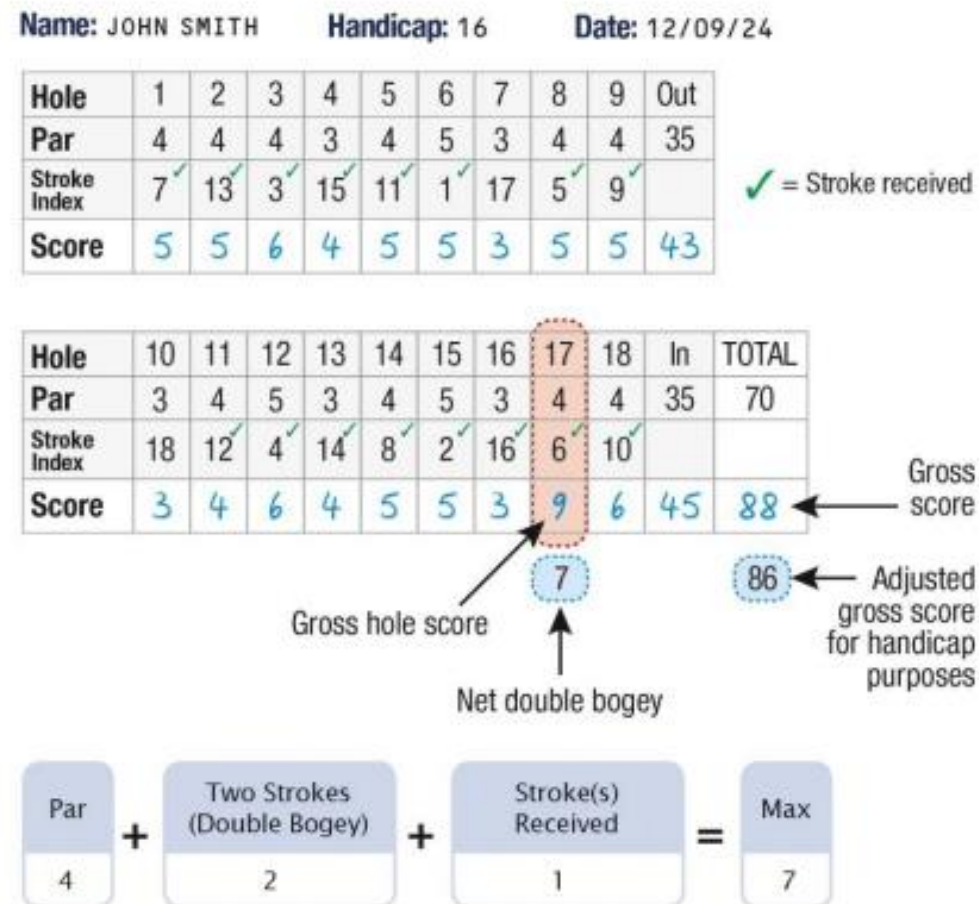 Name: JOHN SMITH Handicap: 16 Date: 12/09/24
Hole 1 2 3 4 5 6 7 8 9 Out
Par 4 4 4 3 4 5 3 4 4 35
Stroke Index 7✓ 13✓ 3✓ 15✓ 11✓ 1✓ 17 5✓ 9✓
✓ = Stroke received
Score 5 5 6 4 5 5 3 5 5 43
Hole 10 11 12 13 14 15 16 17 18 In TOTAL
Par 3 4 5 3 4 5 3 4 4 35 70
Stroke Index 18 12✓ 4✓ 14✓ 8✓ 2✓ 16✓ 6✓ 10✓
Score 3 4 6 4 5 5 3 9 6 45 88
Gross
score
7 86
Adjusted
gross score
for handicap
purposes
Gross hole score
Net double bogey
Par + Two Strokes (Double Bogey) + Stroke(s) Received = Max
4 2 1 7